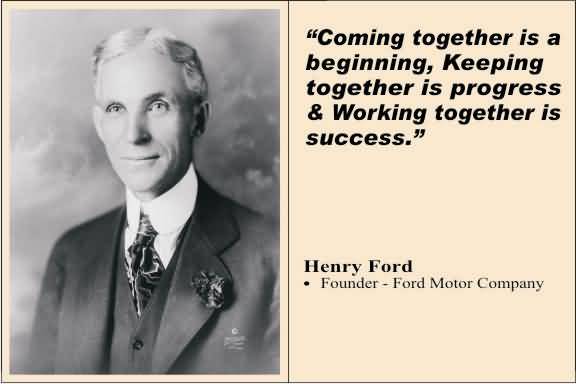 “Coming together is a
beginning, Keeping
together is progress
& Working together is
success.”
Henry Ford
• Founder - Ford Motor Company